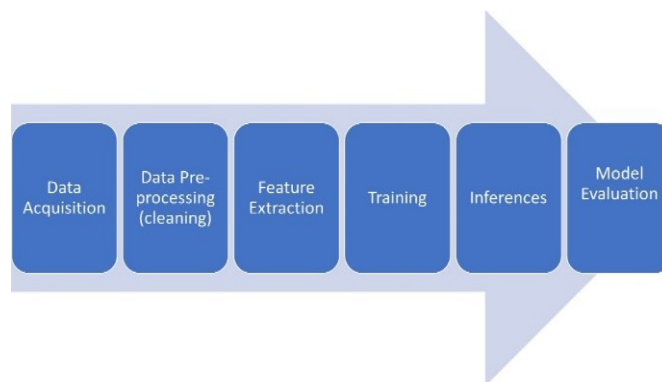 Data
Acquisition
Data Pre-
processing
(cleaning)
Feature
Extraction
Training
Inferences
Model
Evaluation